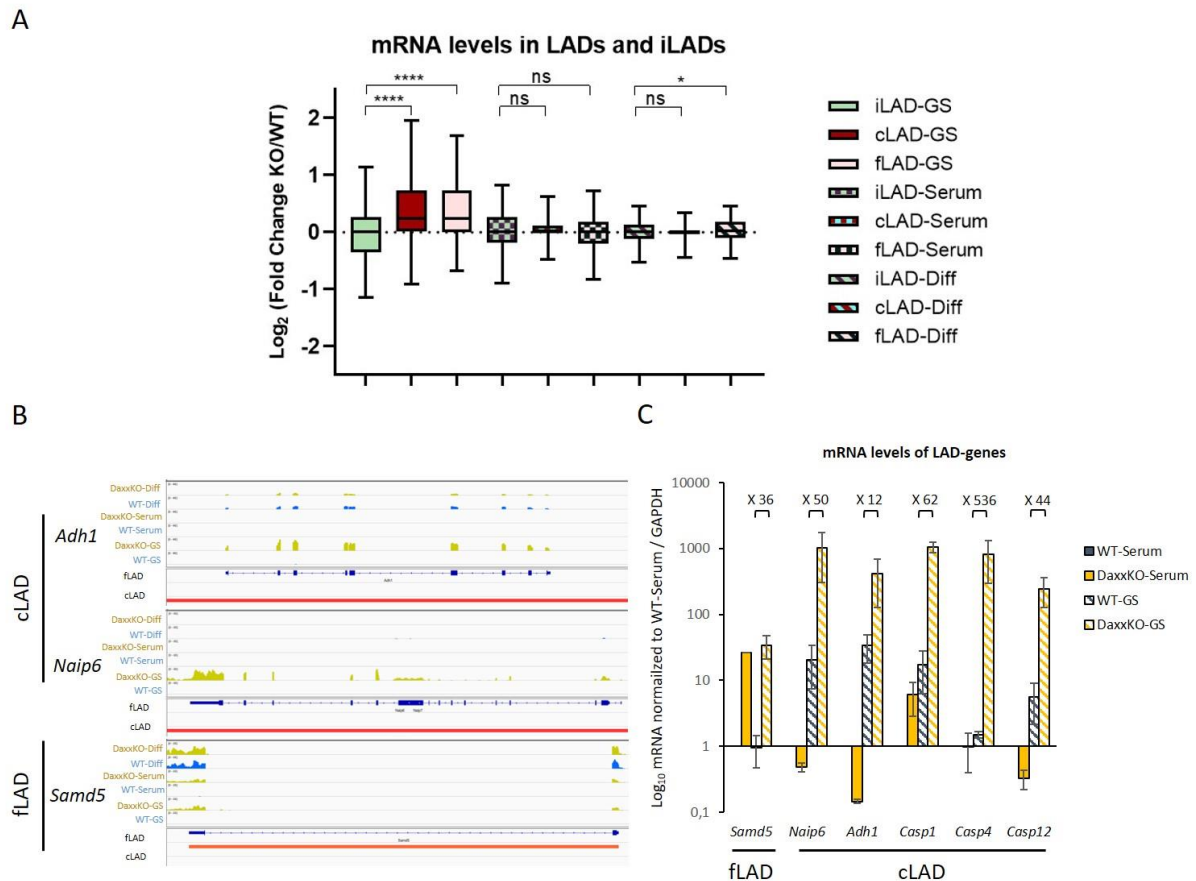 A
mRNA levels in LADs and iLADs
**** ns *
**** ns ns
Log2 (Fold Change KO/WT)
2
1
0
-1
-2
iLAD-GS
cLAD-GS
fLAD-GS
iLAD-Serum
cLAD-Serum
fLAD-Serum
iLAD-Diff
cLAD-Diff
fLAD-Diff
B
cLAD
Adh1
DaxxKO-Diff
WT-Diff
DaxxKO-Serum
WT-Serum
DaxxKO-GS
WT-GS
fLAD
Adh1
cLAD
Naip6
DaxxKO-Diff
WT-Diff
DaxxKO-Serum
WT-Serum
DaxxKO-GS
WT-GS
fLAD
cLAD
fLAD
Samd5
DaxxKO-Diff
WT-Diff
DaxxKO-Serum
WT-Serum
DaxxKO-GS
WT-GS
fLAD
Samd5
cLAD
C
mRNA levels of LAD-genes
X 36 X 50 X 12 X 62 X 536 X 44
Log10 mRNA normailzed to WT-Serum / GAPDH
10000
1000
100
10
1
0,1
Samd5 Naip6 Adh1 Casp1 Casp4 Casp12
fLAD cLAD
WT-Serum
DaxxKO-Serum
WT-GS
DaxxKO-GS